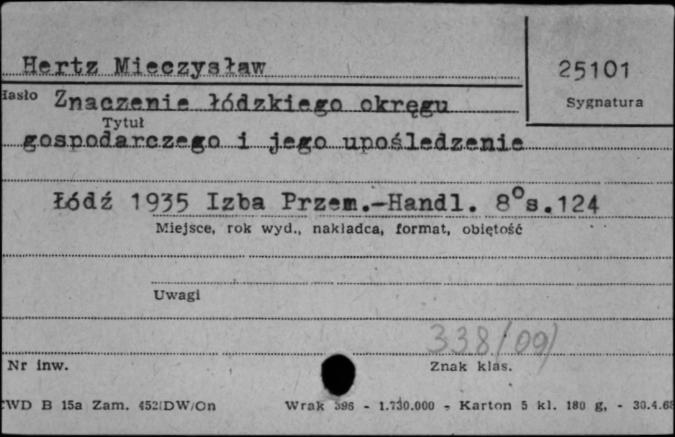 Hertz Mieczysław
25101
Hasło Znaczenie łódzkiego okręgu
Sygnatura
Tytuł
gospodarczego i jego upośledzenie
Łódź 1935 Izba Przem.-Handl. 8° s.124
Miejsce, rok wyd., nakładca, format, objętość
Uwagi
338(09)
Nr inw.
Znak klas.
CWD B 15a Zam. 452/DW/On Wrak 396 - 1.730.000 - Karton 5 kl. 180 g, - 30.4.68